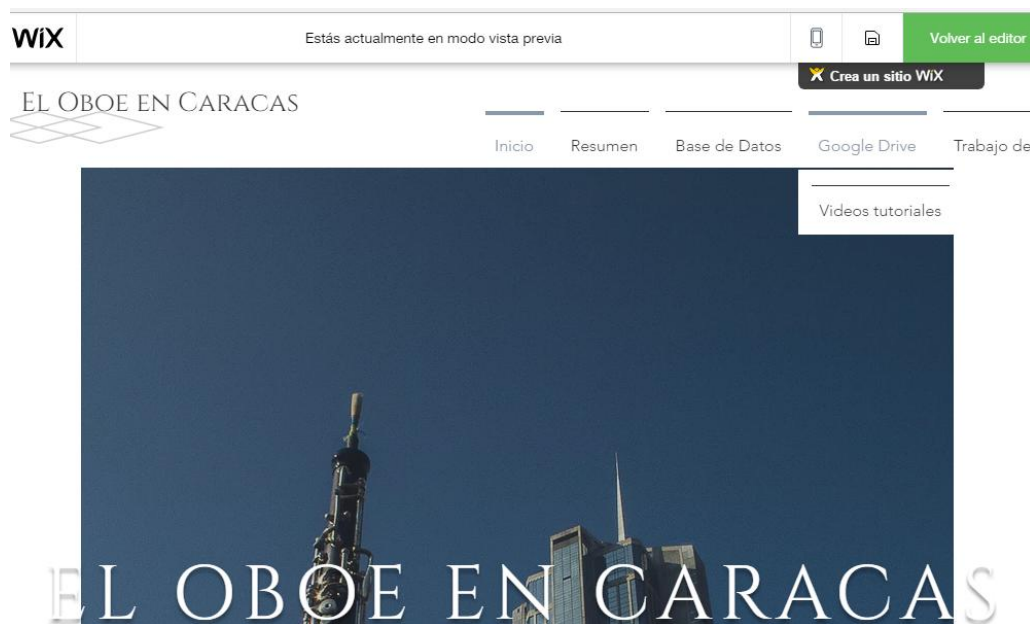 WiX
Estás actualmente en modo vista previa
Volver al editor
Crea un sitio WiX
EL OBOE EN CARACAS
Inicio
Resumen
Base de Datos
Google Drive
Trabajo de
Videos tutoriales
EL OBOE EN CARACAS